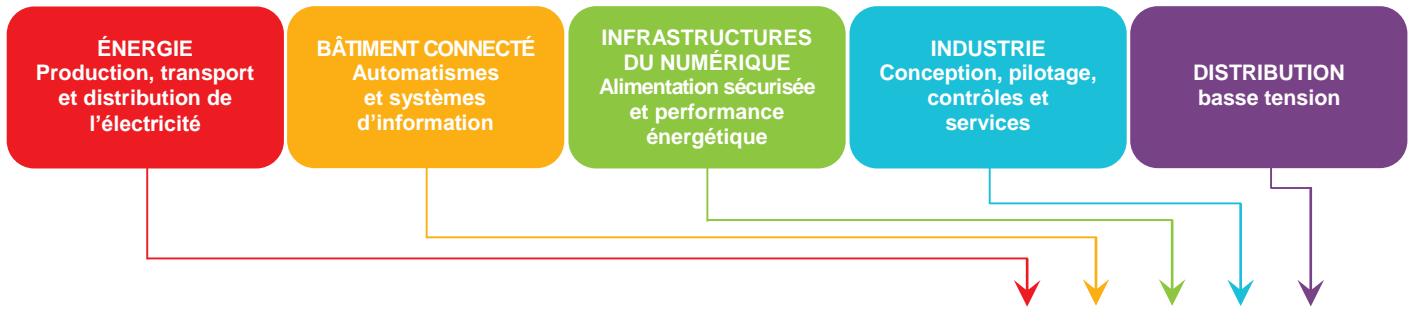 ÉNERGIE
Production, transport
et distribution de
l’électricité
BÂTIMENT CONNECTÉ
Automatismes
et systèmes
d’information
INFRASTRUCTURES
DU NUMÉRIQUE
Alimentation sécurisée
et performance
énergétique
INDUSTRIE
Conception, pilotage,
contrôles et
services
DISTRIBUTION
basse tension